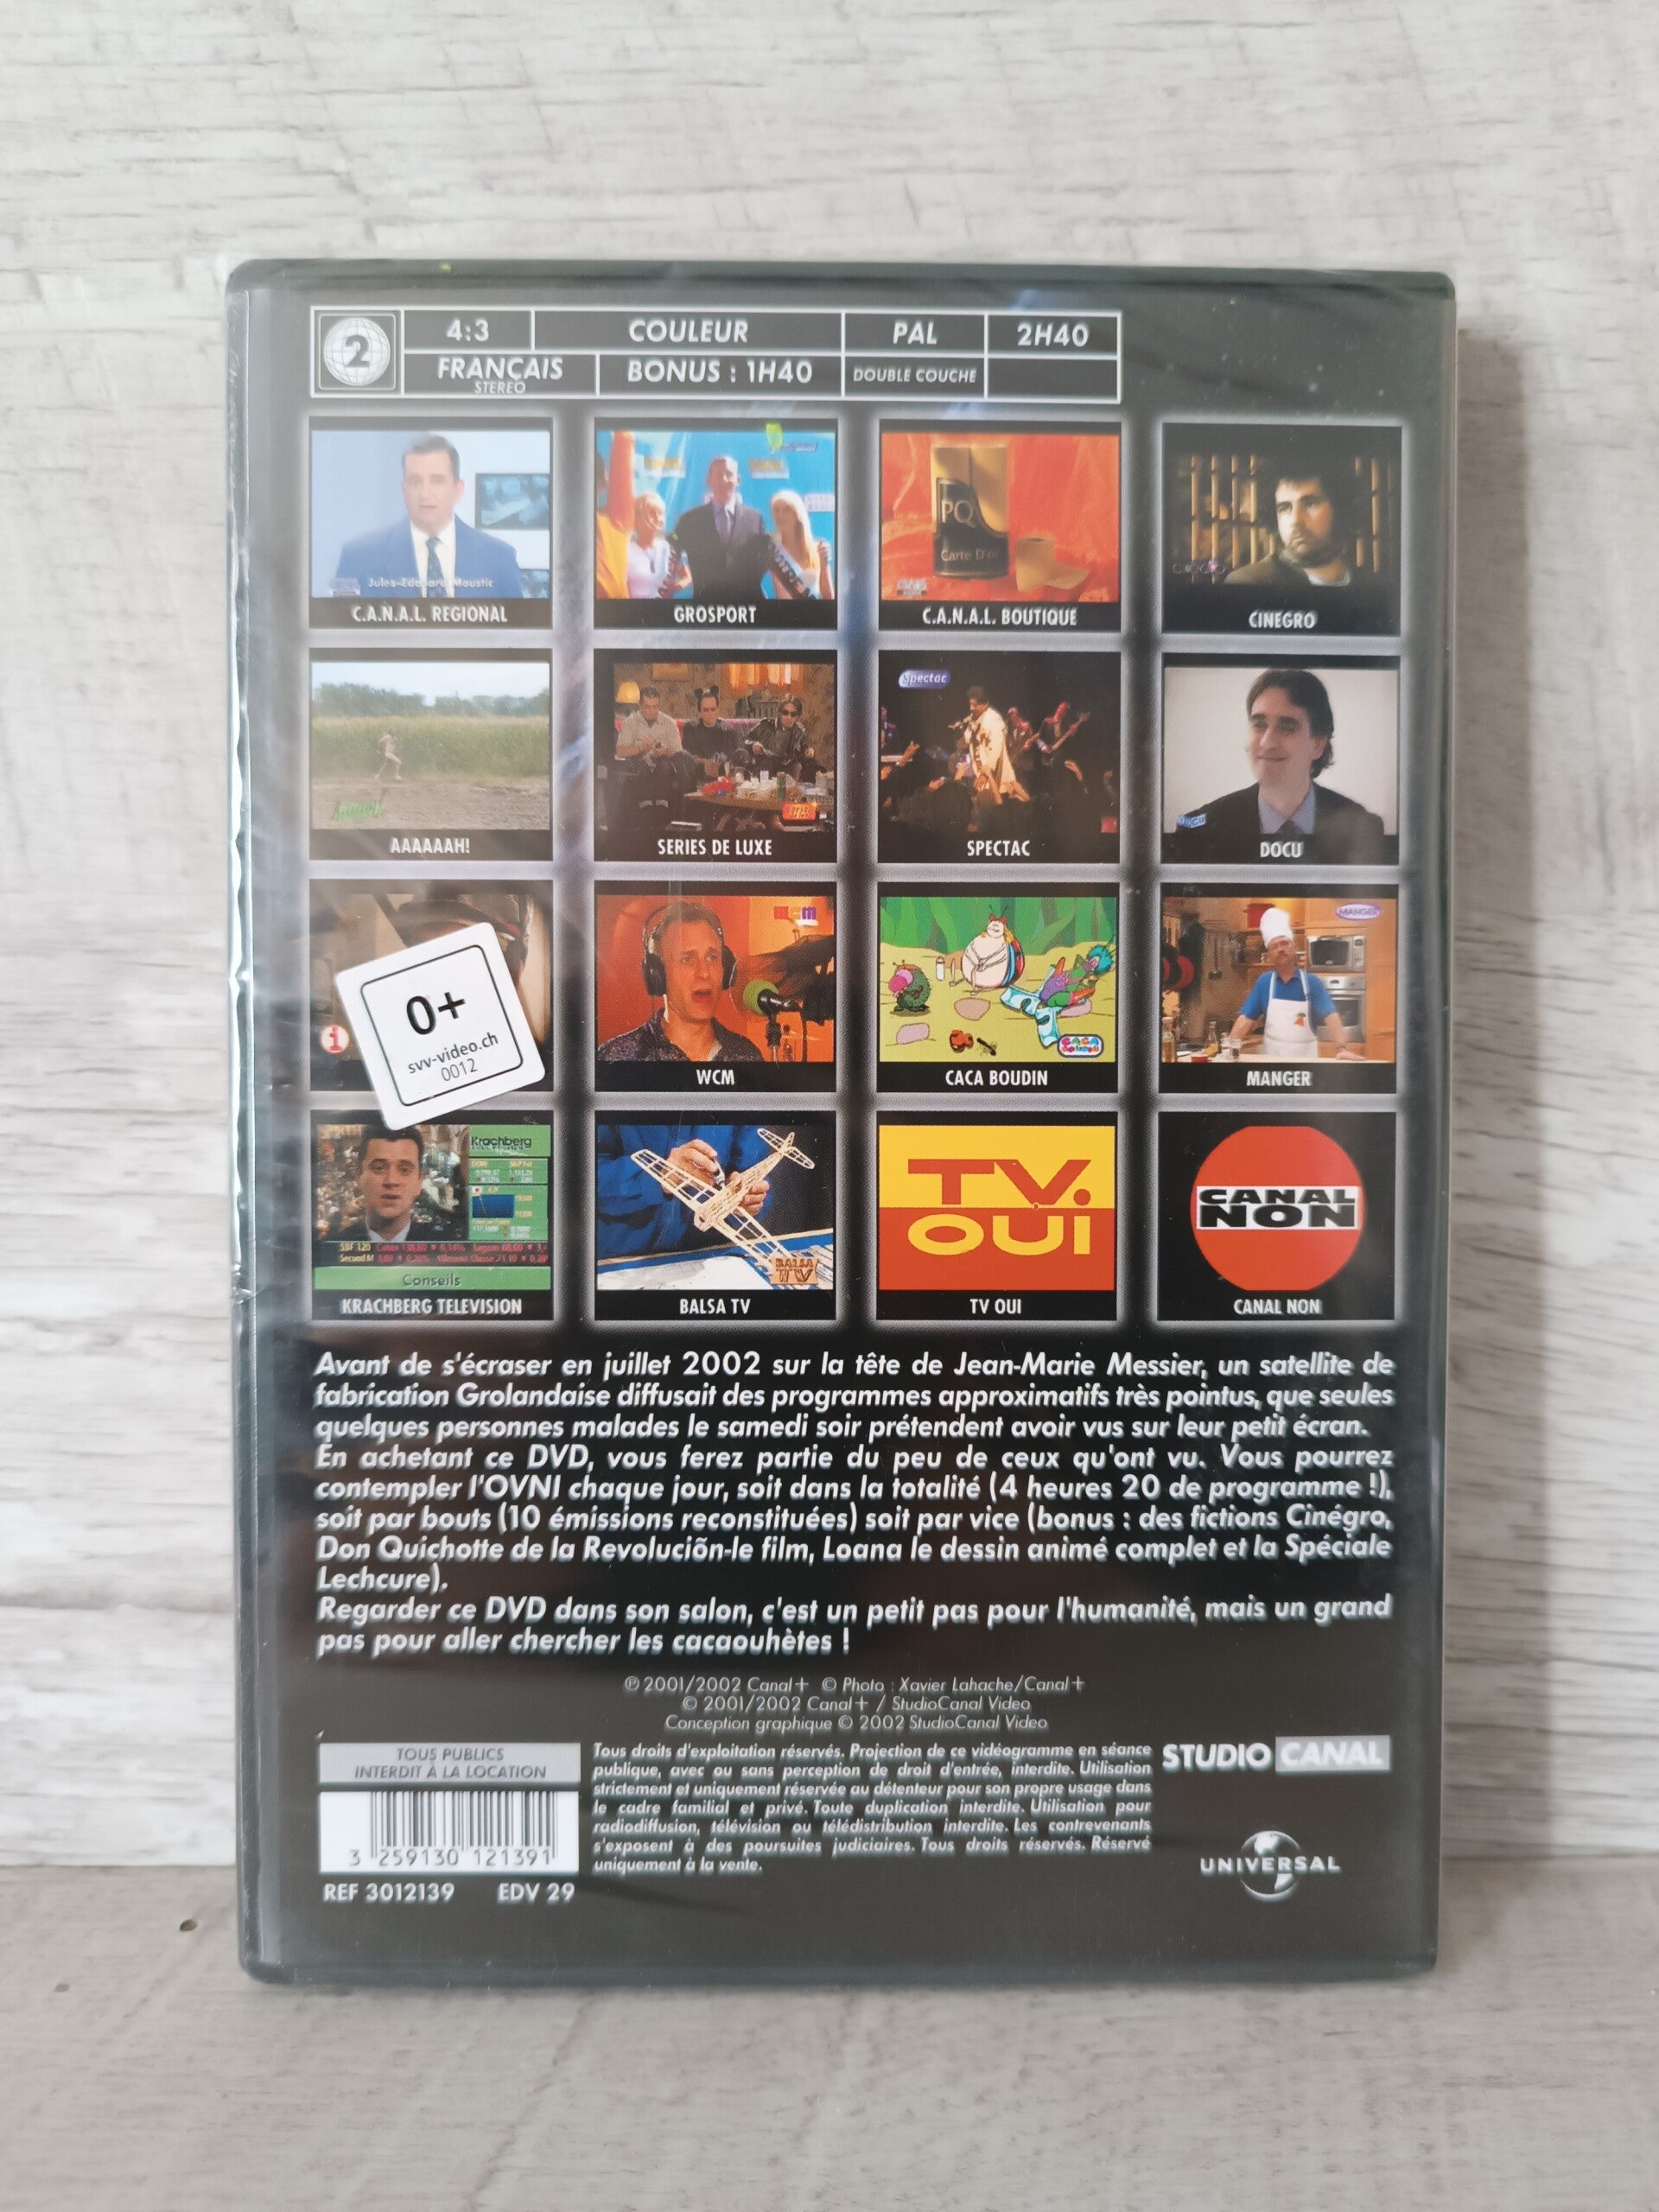 2
4:3
COULEUR
PAL
2H40
FRANÇAIS
STEREO
BONUS : 1H40
DOUBLE COUCHE
Jules-Edouard Moustic
PQ
Carte D'or
C.A.N.A.L. REGIONAL
GROSPORT
C.A.N.A.L. BOUTIQUE
CINEGRO
Spectac
DOCU
AAAAAAH!
SERIES DE LUXE
SPECTAC
DOCU
WCM
MANGER
0+
svv-video.ch
0012
i
CACA
WCM
CACA BOUDIN
MANGER
Krachberg
SBF 120
Second M
Conseils
BALSA
TV
TV.
OUI
CANAL
NON
KRACHBERG TELEVISION
BALSA TV
TV OUI
CANAL NON
Avant de s'écraser en juillet 2002 sur la tête de Jean-Marie Messier, un satellite de
fabrication Grolandaise diffusait des programmes approximatifs très pointus, que seules
quelques personnes malades le samedi soir prétendent avoir vus sur leur petit écran.
En achetant ce DVD, vous ferez partie du peu de ceux qu'ont vu. Vous pourrez
contempler l'OVNI chaque jour, soit dans la totalité (4 heures 20 de programme !),
soit par bouts (10 émissions reconstituées) soit par vice (bonus : des fictions Cinégro,
Don Quichotte de la Revoluciõn-le film, Loana le dessin animé complet et la Spéciale
Lechcure).
Regarder ce DVD dans son salon, c'est un petit pas pour l'humanité, mais un grand
pas pour aller chercher les cacaouhètes !
℗ 2001/2002 Canal+ © Photo : Xavier Lahache/Canal+
© 2001/2002 Canal+ / StudioCanal Video
Conception graphique © 2002 StudioCanal Video
TOUS PUBLICS
INTERDIT À LA LOCATION
3 259130 121391
REF 3012139 EDV 29
Tous droits d'exploitation réservés. Projection de ce vidéogramme en séance
publique, avec ou sans perception de droit d'entrée, interdite. Utilisation
strictement et uniquement réservée au détenteur pour son propre usage dans
le cadre familial et privé. Toute duplication interdite. Utilisation pour
radiodiffusion, télévision ou télédistribution interdite. Les contrevenants
s'exposent à des poursuites judiciaires. Tous droits réservés. Réservé
uniquement à la vente.
STUDIO CANAL
UNIVERSAL